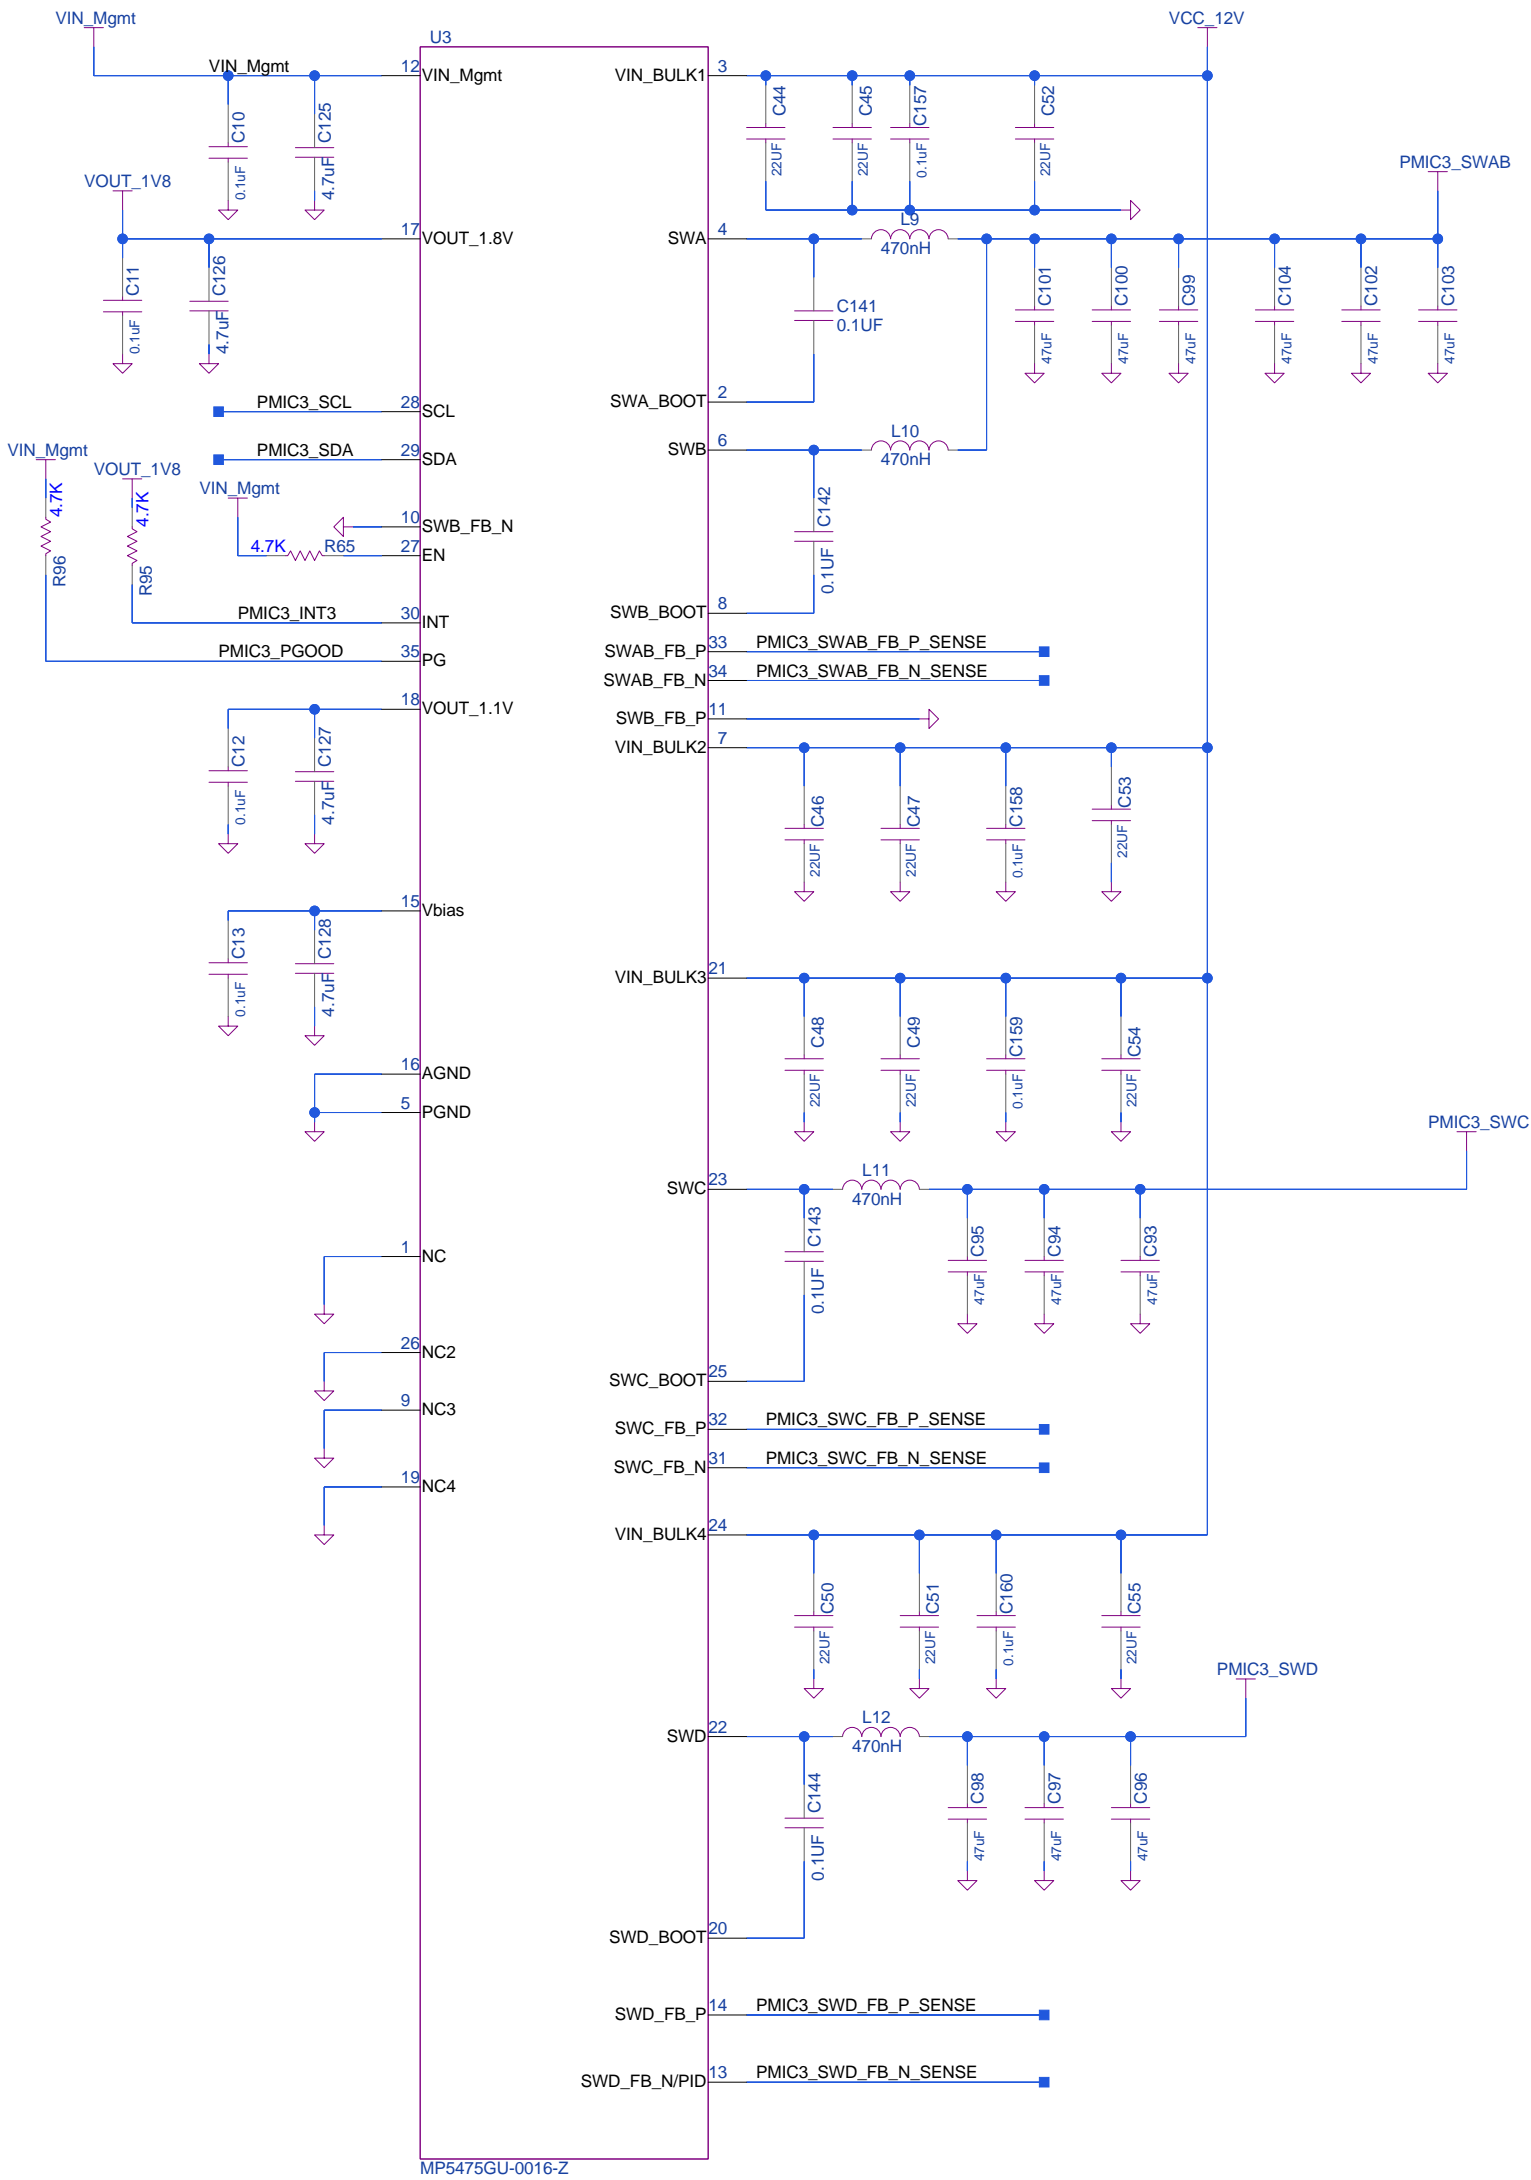 VIN_Mgmt
VCC_12V
U3
VIN_Mgmt
12
VIN_Mgmt
VIN_BULK1
3
C10
0.1uF
C125
4.7uF
C44
22UF
C45
22UF
C157
0.1uF
C52
22UF
PMIC3_SWAB
VOUT_1V8
17
VOUT_1.8V
SWA
4
L9
470nH
C11
0.1uF
C126
4.7uF
C141
0.1UF
C101
47uF
C100
47uF
C99
47uF
C104
47uF
C102
47uF
C103
47uF
PMIC3_SCL
28
SCL
SWA_BOOT
2
PMIC3_SDA
29
SDA
SWB
6
L10
470nH
VIN_Mgmt
4.7K
R96
VOUT_1V8
4.7K
R95
VIN_Mgmt
10
SWB_FB_N
4.7K
R65
27
EN
C142
0.1UF
PMIC3_INT3
30
INT
SWB_BOOT
8
PMIC3_PGOOD
35
PG
SWAB_FB_P
33
PMIC3_SWAB_FB_P_SENSE
SWAB_FB_N
34
PMIC3_SWAB_FB_N_SENSE
18
VOUT_1.1V
SWB_FB_P
11
VIN_BULK2
7
C12
0.1uF
C127
4.7uF
C46
22UF
C47
22UF
C158
0.1uF
C53
22UF
15
Vbias
C13
0.1uF
C128
4.7uF
VIN_BULK3
21
C48
22UF
C49
22UF
C159
0.1uF
C54
22UF
16
AGND
5
PGND
PMIC3_SWC
SWC
23
L11
470nH
C143
0.1UF
C95
47uF
C94
47uF
C93
47uF
1
NC
26
NC2
SWC_BOOT
25
9
NC3
SWC_FB_P
32
PMIC3_SWC_FB_P_SENSE
SWC_FB_N
31
PMIC3_SWC_FB_N_SENSE
19
NC4
VIN_BULK4
24
C50
22UF
C51
22UF
C160
0.1uF
C55
22UF
PMIC3_SWD
SWD
22
L12
470nH
C144
0.1UF
C98
47uF
C97
47uF
C96
47uF
SWD_BOOT
20
SWD_FB_P
14
PMIC3_SWD_FB_P_SENSE
SWD_FB_N/PID
13
PMIC3_SWD_FB_N_SENSE
MP5475GU-0016-Z